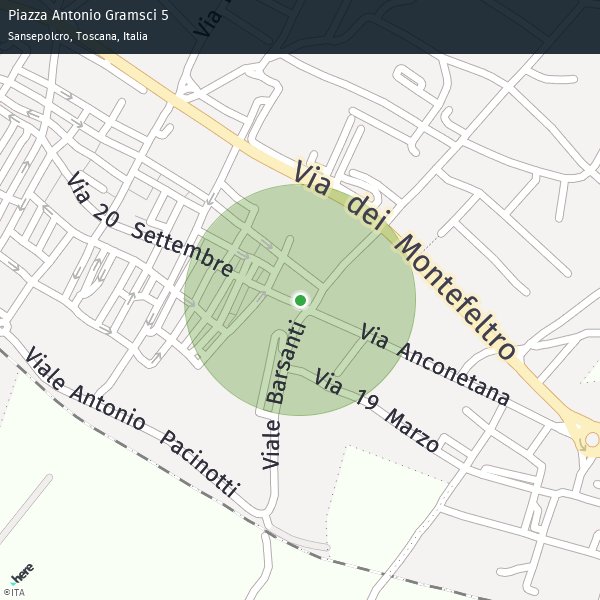 Piazza Antonio Gramsci 5
Sansepolcro, Toscana, Italia
Via
Via dei Montefeltro
Via 20 Settembre
Via Anconetana
Viale Barsanti
Via 19 Marzo
Viale Antonio Pacinotti
here
©ITA